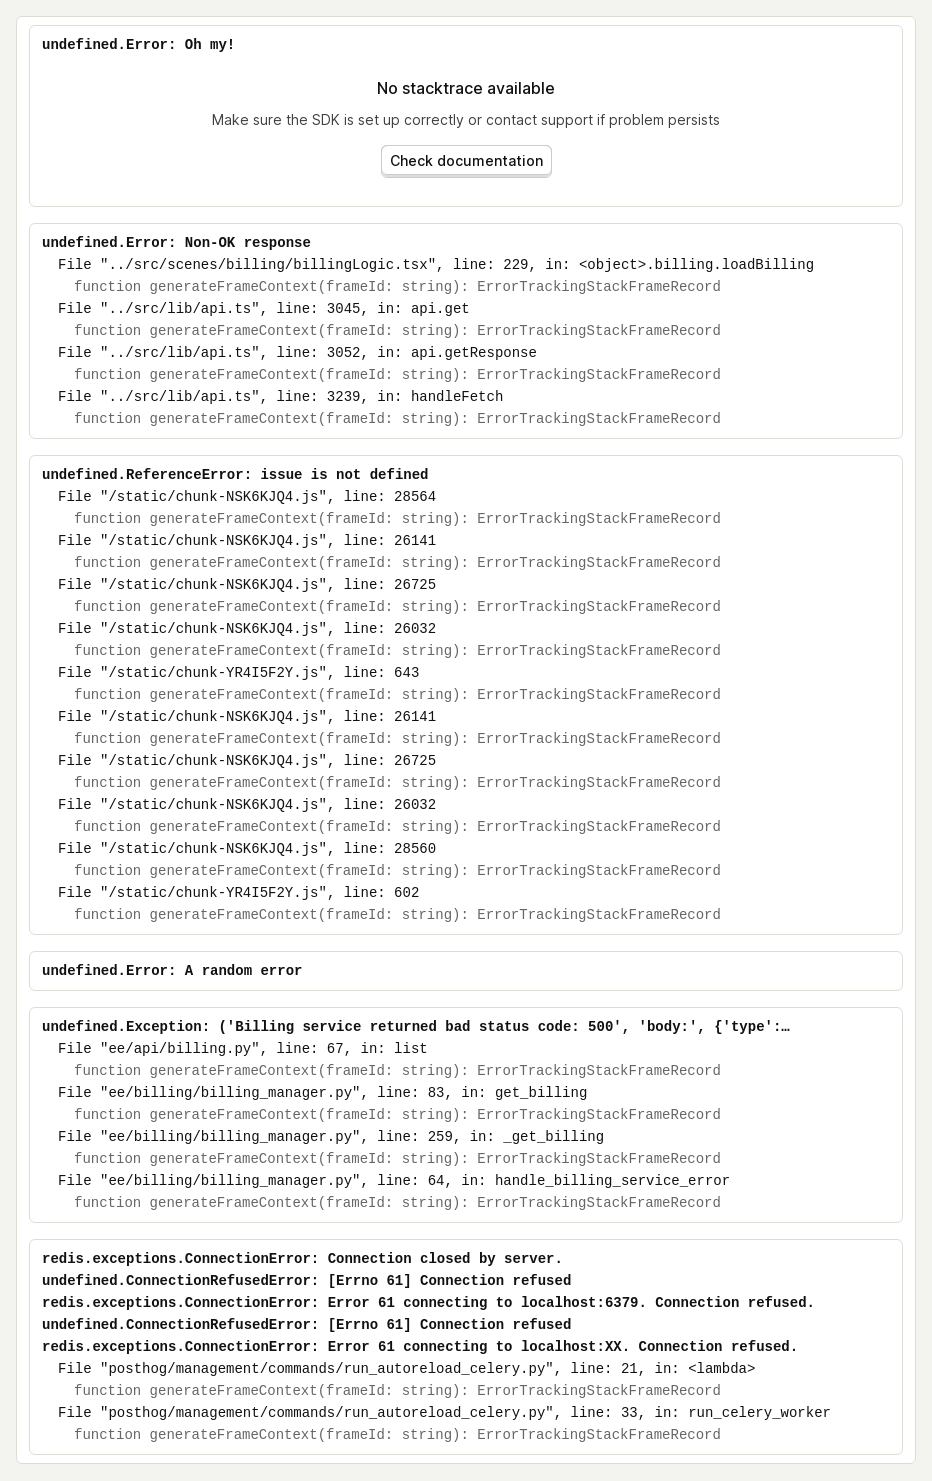 undefined.Error: Oh my!
No stacktrace available
Make sure the SDK is set up correctly or contact support if problem persists
Check documentation
undefined.Error: Non-OK response
File "../src/scenes/billing/billingLogic.tsx", line: 229, in: <object>.billing.loadBilling
function generateFrameContext(frameId: string): ErrorTrackingStackFrameRecord
File "../src/lib/api.ts", line: 3045, in: api.get
function generateFrameContext(frameId: string): ErrorTrackingStackFrameRecord
File "../src/lib/api.ts", line: 3052, in: api.getResponse
function generateFrameContext(frameId: string): ErrorTrackingStackFrameRecord
File "../src/lib/api.ts", line: 3239, in: handleFetch
function generateFrameContext(frameId: string): ErrorTrackingStackFrameRecord
undefined.ReferenceError: issue is not defined
File "/static/chunk-NSK6KJQ4.js", line: 28564
function generateFrameContext(frameId: string): ErrorTrackingStackFrameRecord
File "/static/chunk-NSK6KJQ4.js", line: 26141
function generateFrameContext(frameId: string): ErrorTrackingStackFrameRecord
File "/static/chunk-NSK6KJQ4.js", line: 26725
function generateFrameContext(frameId: string): ErrorTrackingStackFrameRecord
File "/static/chunk-NSK6KJQ4.js", line: 26032
function generateFrameContext(frameId: string): ErrorTrackingStackFrameRecord
File "/static/chunk-YR4I5F2Y.js", line: 643
function generateFrameContext(frameId: string): ErrorTrackingStackFrameRecord
File "/static/chunk-NSK6KJQ4.js", line: 26141
function generateFrameContext(frameId: string): ErrorTrackingStackFrameRecord
File "/static/chunk-NSK6KJQ4.js", line: 26725
function generateFrameContext(frameId: string): ErrorTrackingStackFrameRecord
File "/static/chunk-NSK6KJQ4.js", line: 26032
function generateFrameContext(frameId: string): ErrorTrackingStackFrameRecord
File "/static/chunk-NSK6KJQ4.js", line: 28560
function generateFrameContext(frameId: string): ErrorTrackingStackFrameRecord
File "/static/chunk-YR4I5F2Y.js", line: 602
function generateFrameContext(frameId: string): ErrorTrackingStackFrameRecord
undefined.Error: A random error
undefined.Exception: ('Billing service returned bad status code: 500', 'body:', {'type':…
File "ee/api/billing.py", line: 67, in: list
function generateFrameContext(frameId: string): ErrorTrackingStackFrameRecord
File "ee/billing/billing_manager.py", line: 83, in: get_billing
function generateFrameContext(frameId: string): ErrorTrackingStackFrameRecord
File "ee/billing/billing_manager.py", line: 259, in: _get_billing
function generateFrameContext(frameId: string): ErrorTrackingStackFrameRecord
File "ee/billing/billing_manager.py", line: 64, in: handle_billing_service_error
function generateFrameContext(frameId: string): ErrorTrackingStackFrameRecord
redis.exceptions.ConnectionError: Connection closed by server.
undefined.ConnectionRefusedError: [Errno 61] Connection refused
redis.exceptions.ConnectionError: Error 61 connecting to localhost:6379. Connection refused.
undefined.ConnectionRefusedError: [Errno 61] Connection refused
redis.exceptions.ConnectionError: Error 61 connecting to localhost:XX. Connection refused.
File "posthog/management/commands/run_autoreload_celery.py", line: 21, in: <lambda>
function generateFrameContext(frameId: string): ErrorTrackingStackFrameRecord
File "posthog/management/commands/run_autoreload_celery.py", line: 33, in: run_celery_worker
function generateFrameContext(frameId: string): ErrorTrackingStackFrameRecord